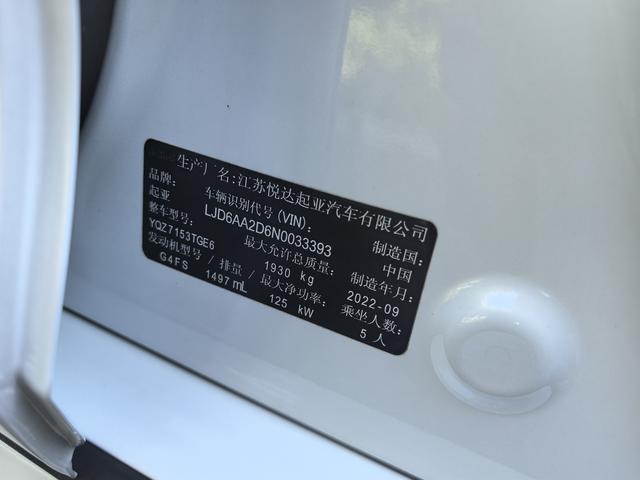 生产厂名:江苏悦达起亚汽车有限公司
品牌: 车辆识别代号(VIN): 制造国:
起亚 LJD6AA2D6N0033393 中国
整车型号: 最大允许总质量: 制造年月:
YQZ7153TGE6 1930 kg 2022-09
发动机型号/排量/最大净功率: 乘坐人数:
G4FS 1497 mL 125 kW 5 人